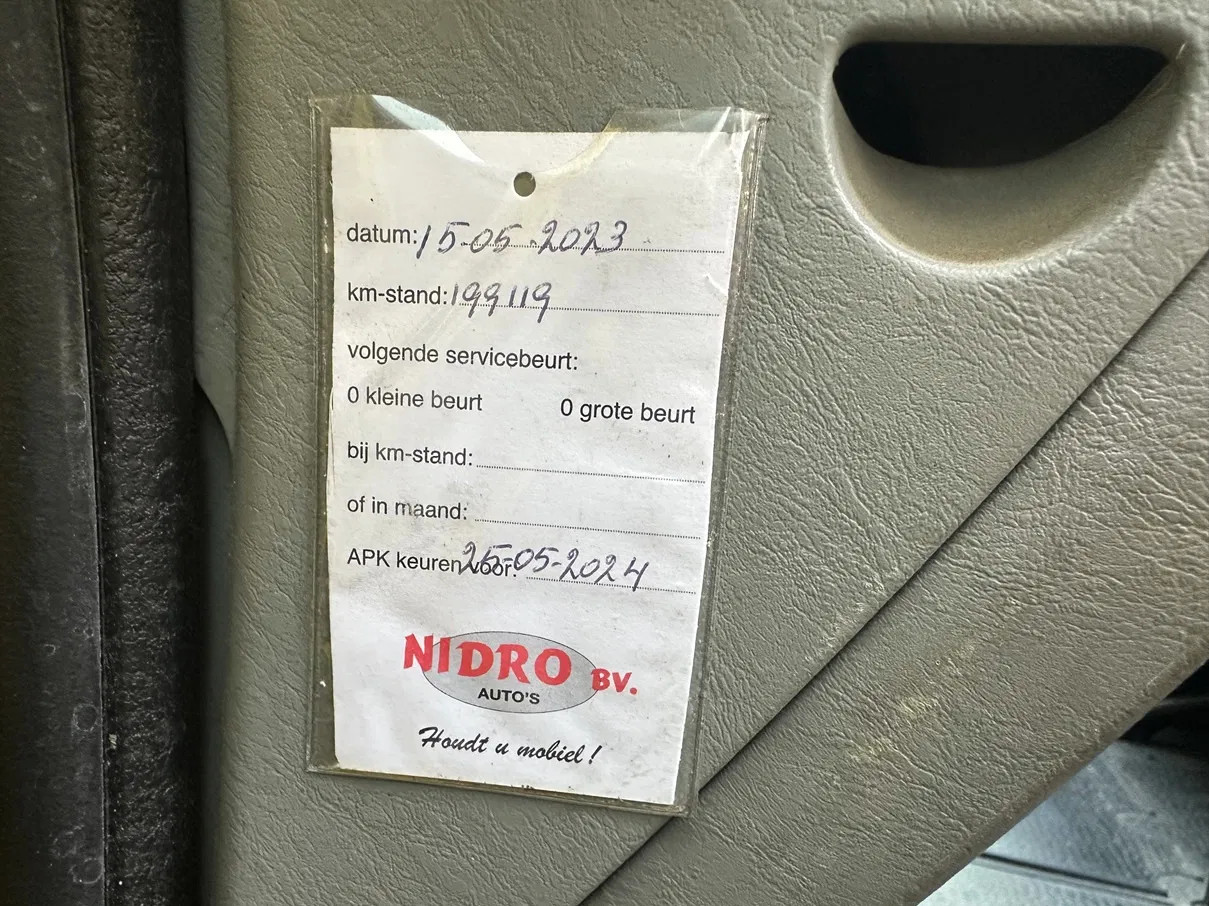 datum: 15-05-2023
km-stand: 199119
volgende servicebeurt:
0 kleine beurt 0 grote beurt
bij km-stand:
of in maand:
APK keuren voor: 25-05-2024
NIDRO BV.
AUTO'S
Houdt u mobiel!